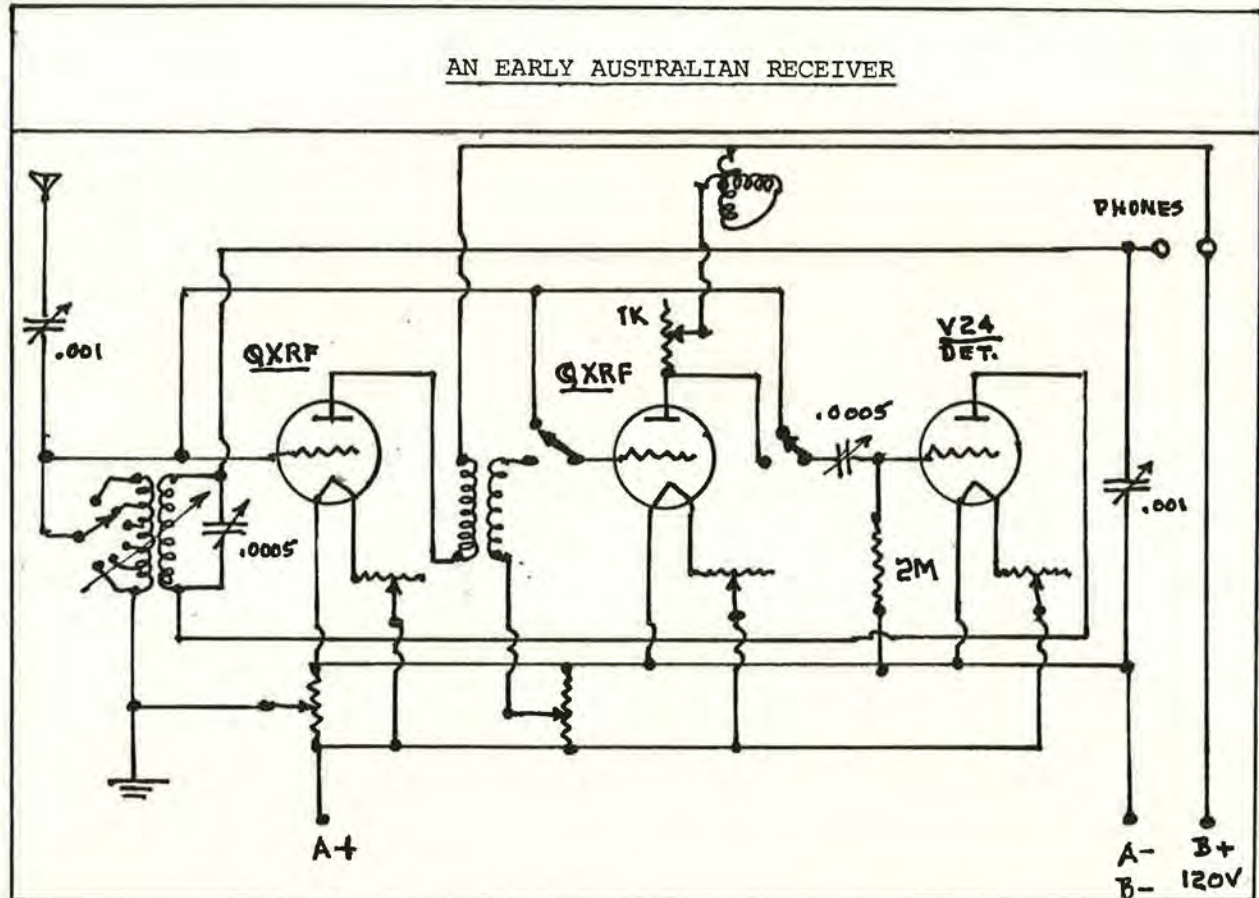 AN EARLY AUSTRALIAN RECEIVER
PHONES
1K
.001
QXRF
QXRF
V24
DET.
.0005
.0005
.001
2M
A+
A-
B-
B+
120V